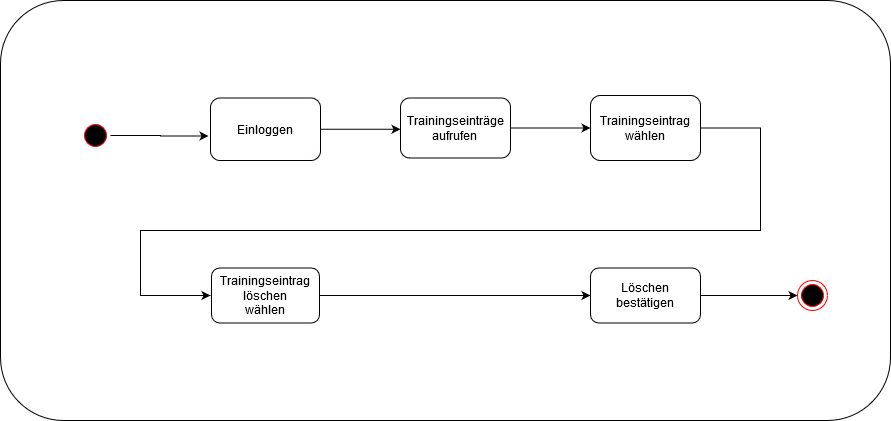 Einloggen
Trainingseinträge
aufrufen
Trainingseintrag
wählen
Trainingseintrag
löschen
wählen
Löschen
bestätigen